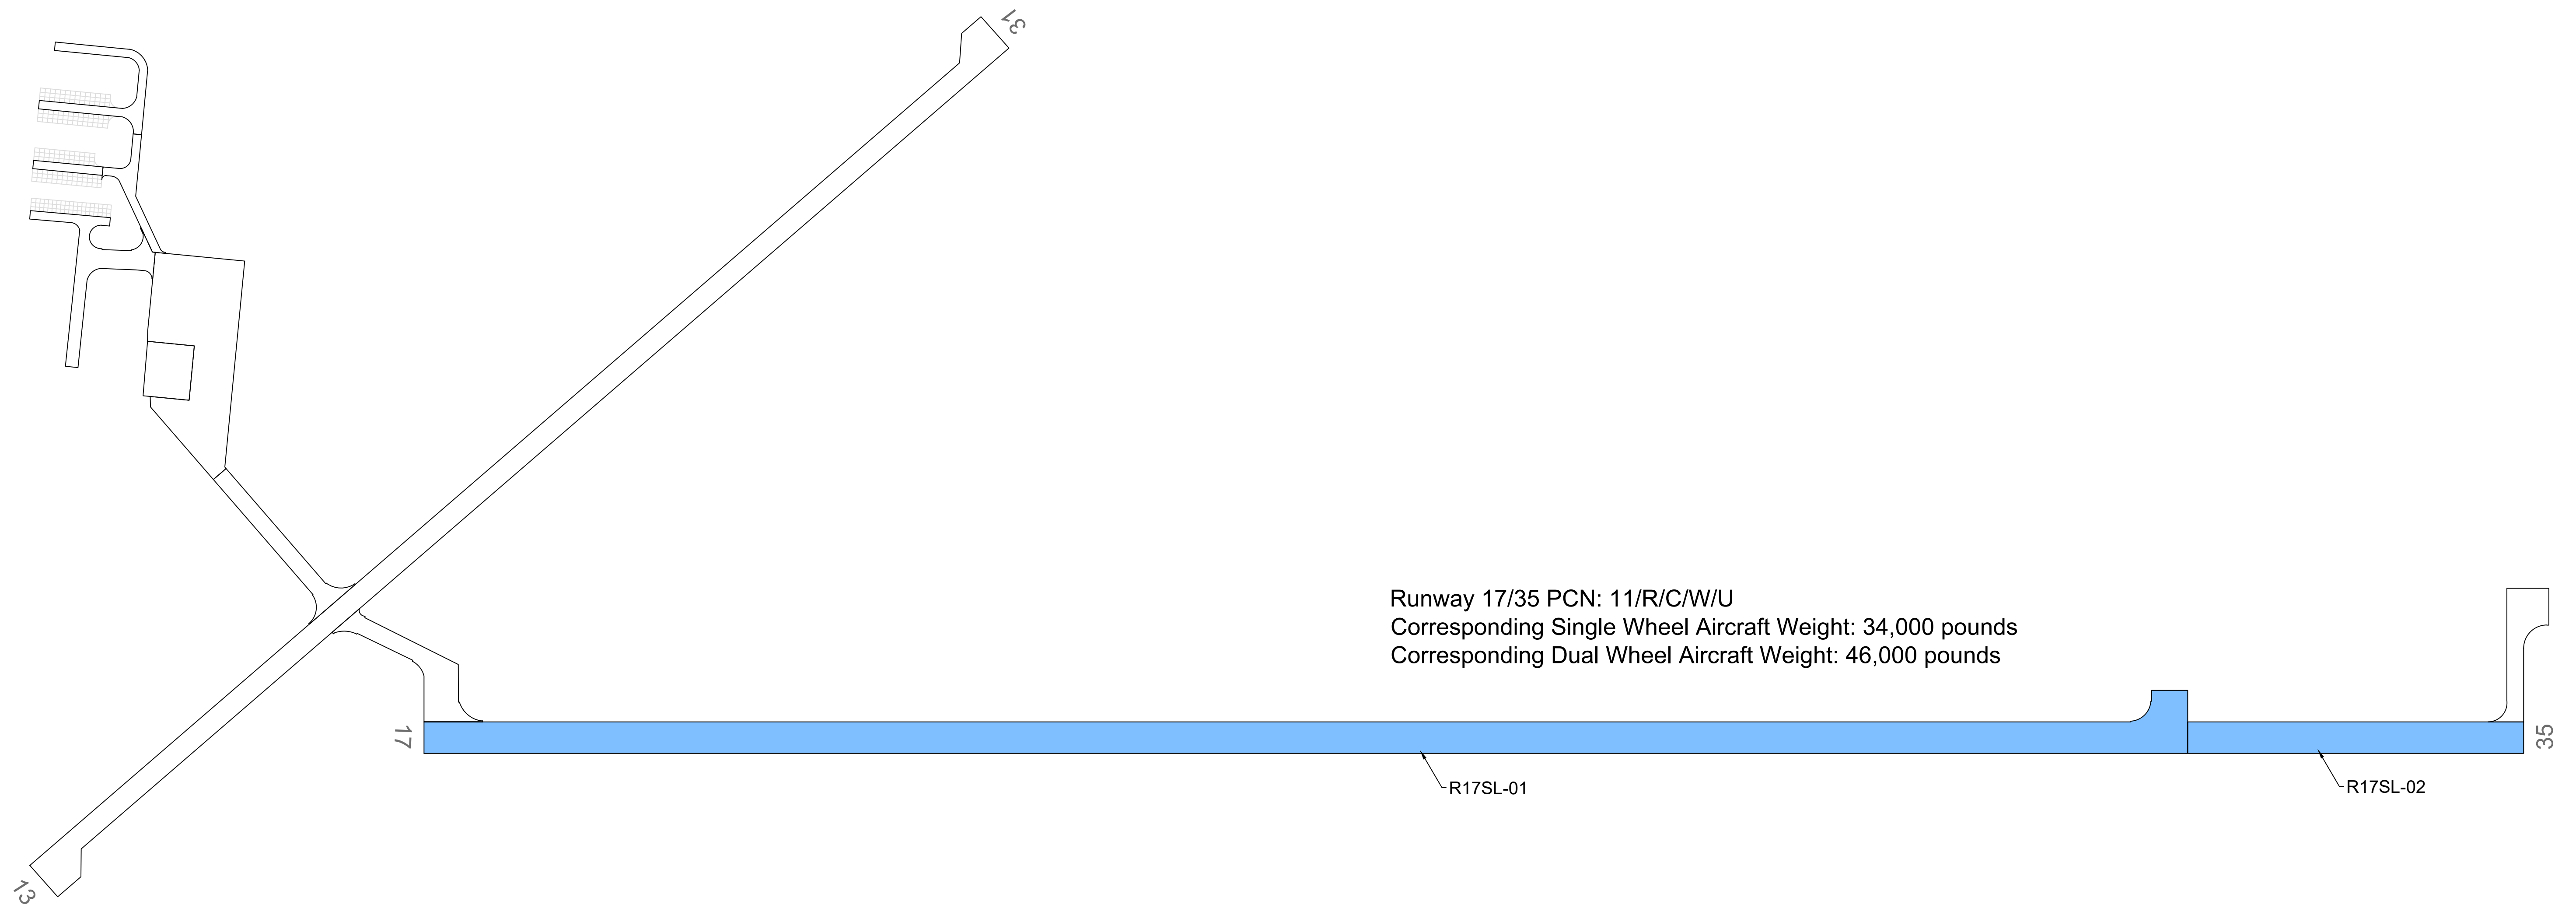 31
Runway 17/35 PCN: 11/R/C/W/U
Corresponding Single Wheel Aircraft Weight: 34,000 pounds
Corresponding Dual Wheel Aircraft Weight: 46,000 pounds
17
35
R17SL-01
R17SL-02
13